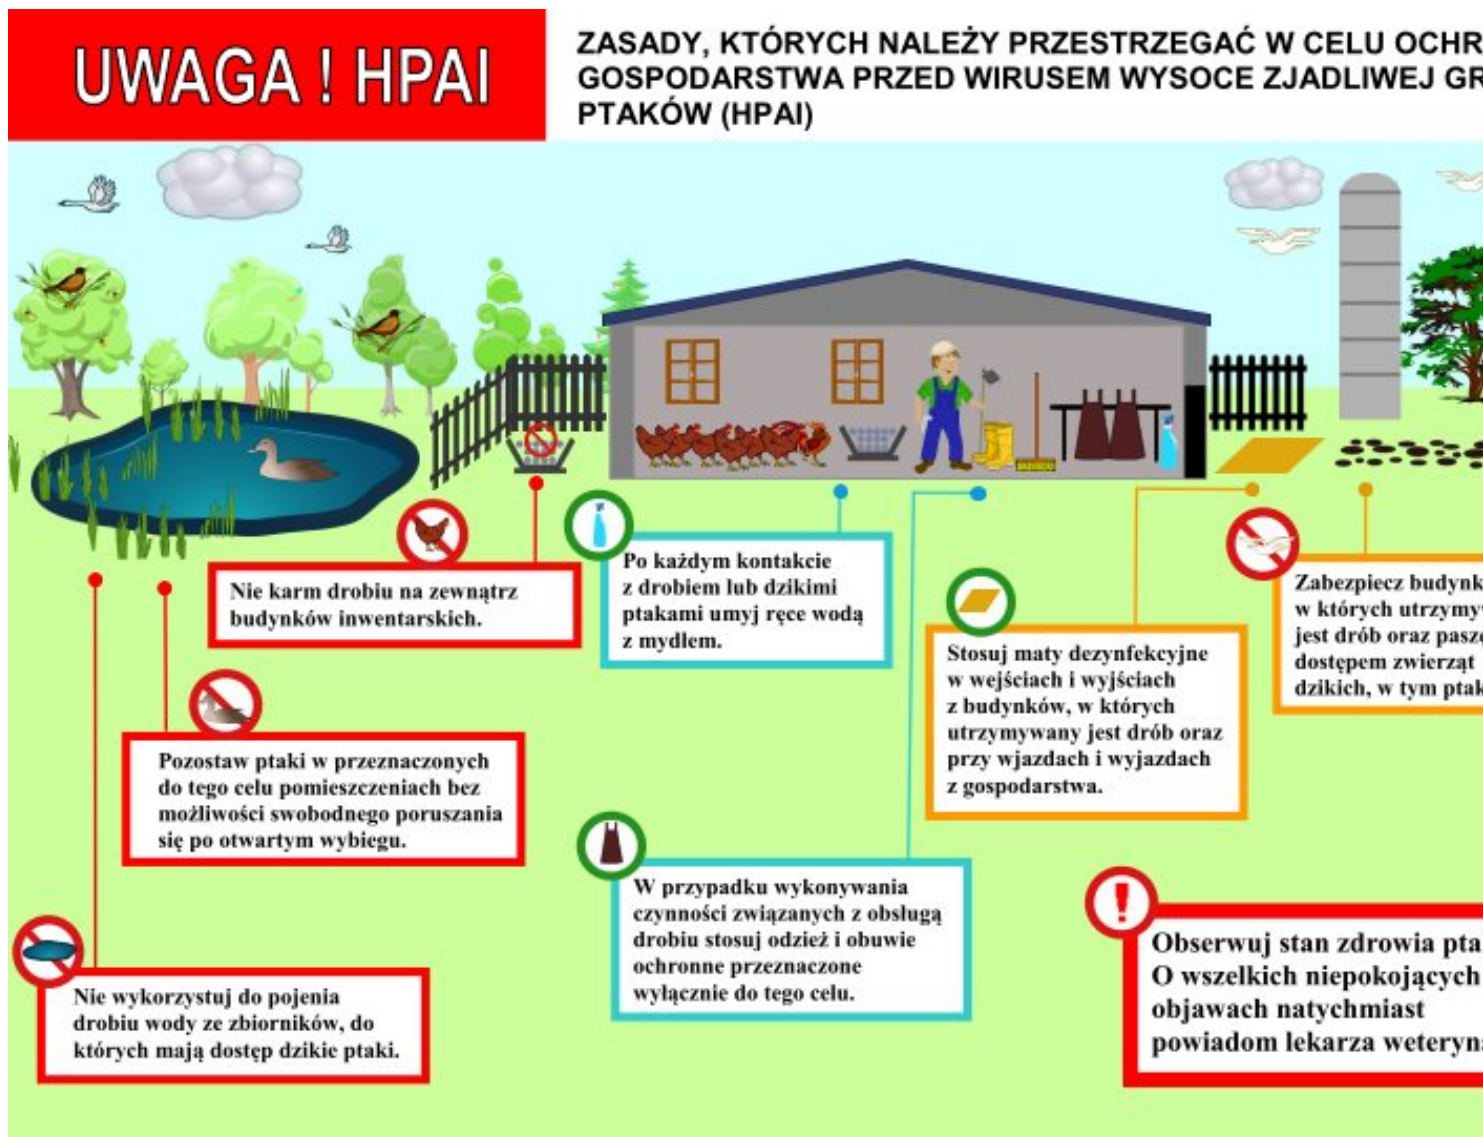 UWAGA ! HPAI
ZASADY, KTÓRYCH NALEŻY PRZESTRZEGAĆ W CELU OCHR
GOSPODARSTWA PRZED WIRUSEM WYSOCE ZJADLIWEJ GR
PTAKÓW (HPAI)
Nie karm drobiu na zewnątrz
budynków inwentarskich.
Po każdym kontakcie
z drobiem lub dzikimi
ptakami umyj ręce wodą
z mydłem.
Zabezpiecz budynk
w których utrzymyw
jest drób oraz paszę
dostępem zwierząt
dzikich, w tym ptak
Stosuj maty dezynfekcyjne
w wejściach i wyjściach
z budynków, w których
utrzymywany jest drób oraz
przy wjazdach i wyjazdach
z gospodarstwa.
Pozostaw ptaki w przeznaczonych
do tego celu pomieszczeniach bez
możliwości swobodnego poruszania
się po otwartym wybiegu.
W przypadku wykonywania
czynności związanych z obsługą
drobiu stosuj odzież i obuwie
ochronne przeznaczone
wyłącznie do tego celu.
Nie wykorzystuj do pojenia
drobiu wody ze zbiorników, do
których mają dostęp dzikie ptaki.
Obserwuj stan zdrowia pta
O wszelkich niepokojących
objawach natychmiast
powiadom lekarza weteryna